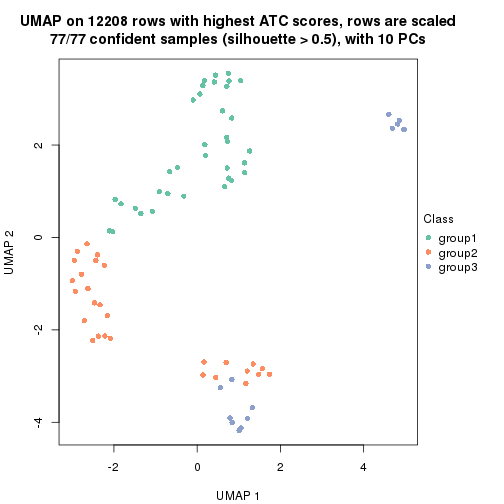 UMAP on 12208 rows with highest ATC scores, rows are scaled
77/77 confident samples (silhouette > 0.5), with 10 PCs
Class
group1
group2
group3
2
0
-2
-4
UMAP 2
-2
0
2
4
UMAP 1